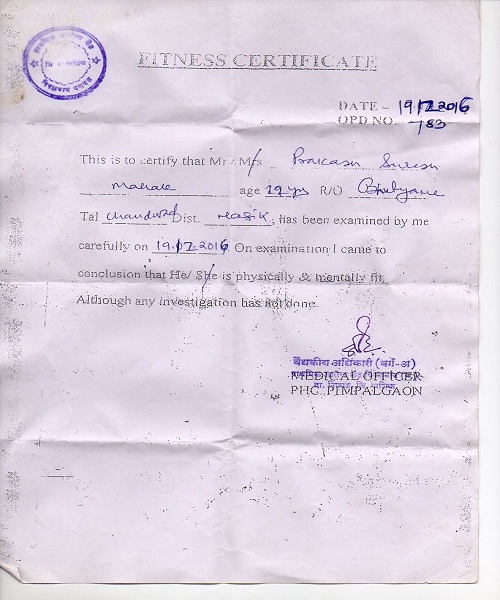 FITNESS CERTIFICATE
DATE - 19.12.2016
OPD NO. - 783
This is to certify that Mr / Mrs Prakash Suresh
Mahale age 29 yrs R/O
Tal Chandwad Dist. Nasik, has been examined by me
carefully on 19.12.2016 On examination I came to
conclusion that He/ She is physically & mentally fit.
Although any investigation has not done.
वैद्यकीय अधिकारी (वर्ग-अ)
MEDICAL OFFICER
PHC PIMPALGAON